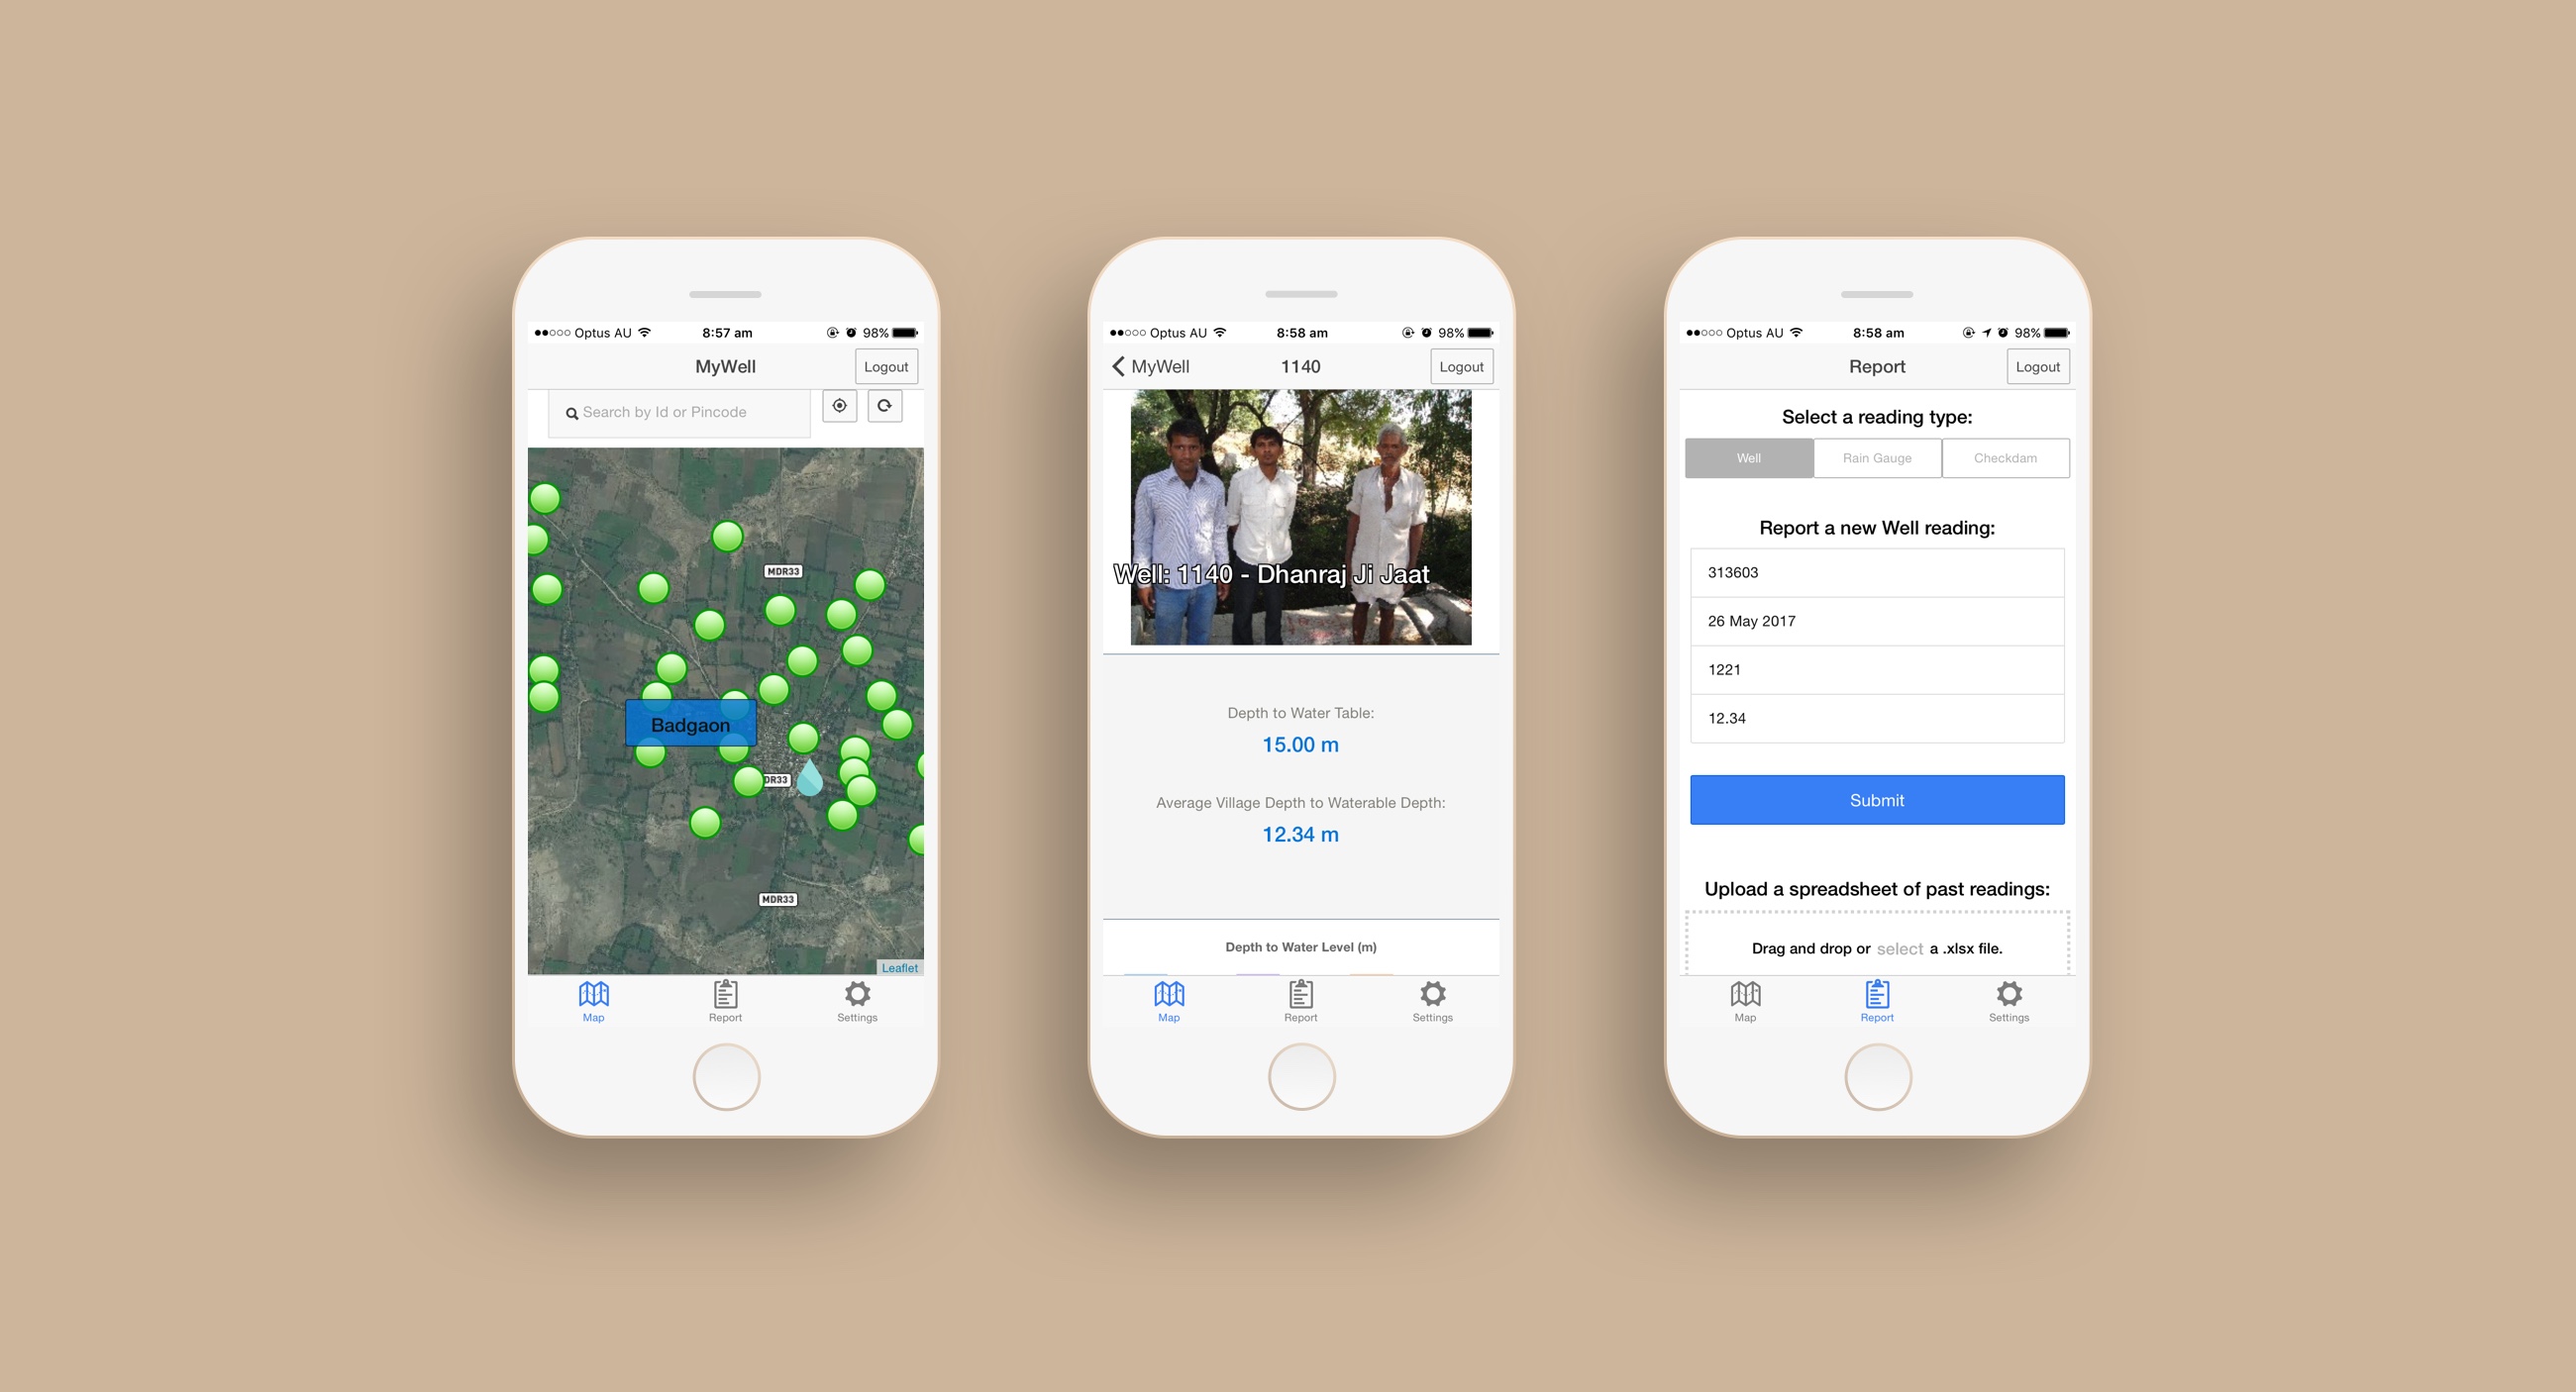 Optus AU 8:57 am 98%
MyWell Logout
Search by Id or Pincode
MDR33
Badgaon
DR33
MDR33
Leaflet
Map Report Settings
Optus AU 8:58 am 98%
MyWell 1140 Logout
Well: 1140 - Dhanraj Ji Jaat
Depth to Water Table:
15.00 m
Average Village Depth to Waterable Depth:
12.34 m
Depth to Water Level (m)
Map Report Settings
Optus AU 8:58 am 98%
Report Logout
Select a reading type:
Well Rain Gauge Checkdam
Report a new Well reading:
313603
26 May 2017
1221
12.34
Submit
Upload a spreadsheet of past readings:
Drag and drop or select a .xlsx file.
Map Report Settings